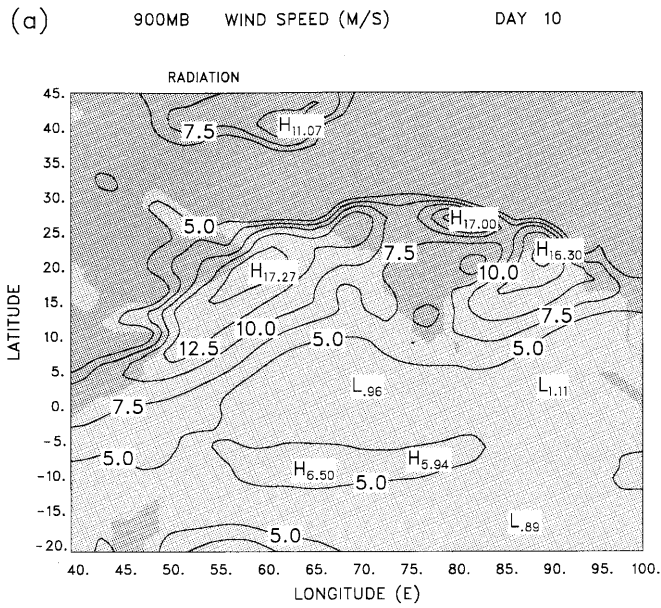 (a) 900MB WIND SPEED (M/S) DAY 10
RADIATION
45.
40.
35.
30.
25.
20.
15.
10.
5.
0.
-5.
-10.
-15.
-20.
LATITUDE
7.5 H11.07
5.0 H17.00
7.5 H16.30
H17.27 10.0
10.0
12.5 5.0 7.5
5.0
7.5 L.96 L1.11
5.0 H6.50 H5.94
5.0
L.89
5.0
40. 45. 50. 55. 60. 65. 70. 75. 80. 85. 90. 95. 100.
LONGITUDE (E)